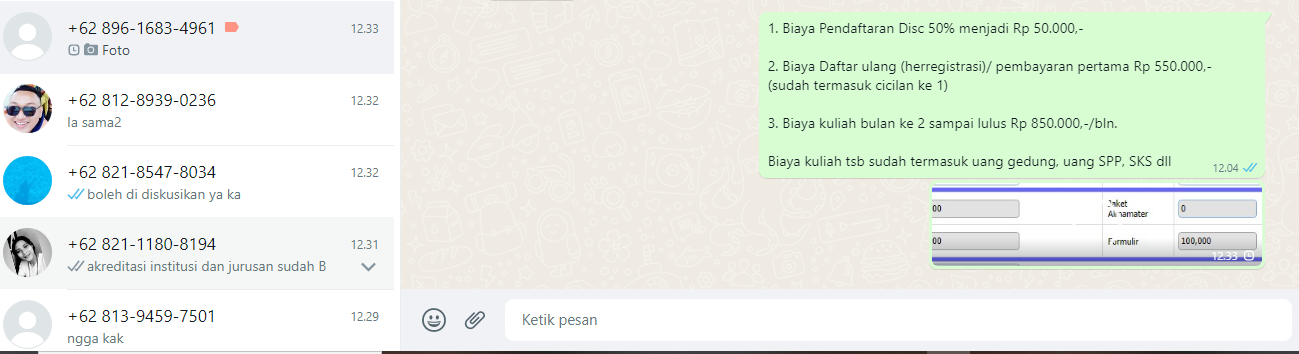 +62 896-1683-4961
12.33
Foto
+62 812-8939-0236
12.32
la sama2
+62 821-8547-8034
12.32
boleh di diskusikan ya ka
+62 821-1180-8194
12.31
akreditasi institusi dan jurusan sudah B
+62 813-9459-7501
12.29
ngga kak
1. Biaya Pendaftaran Disc 50% menjadi Rp 50.000,-
2. Biaya Daftar ulang (herregistrasi)/ pembayaran pertama Rp 550.000,-
(sudah termasuk cicilan ke 1)
3. Biaya kuliah bulan ke 2 sampai lulus Rp 850.000,-/bln.
Biaya kuliah tsb sudah termasuk uang gedung, uang SPP, SKS dll
12.04
00
Jaket
Almamater
0
00
Formulir
100,000
12.33
Ketik pesan